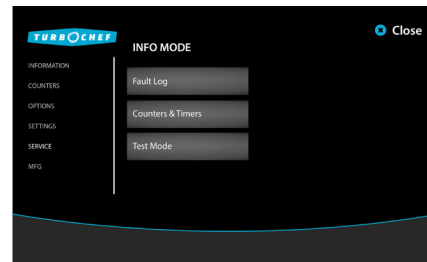 TURBOCHEF
Close
INFO MODE
INFORMATION
COUNTERS
OPTIONS
SETTINGS
SERVICE
MFG
Fault Log
Counters & Timers
Test Mode